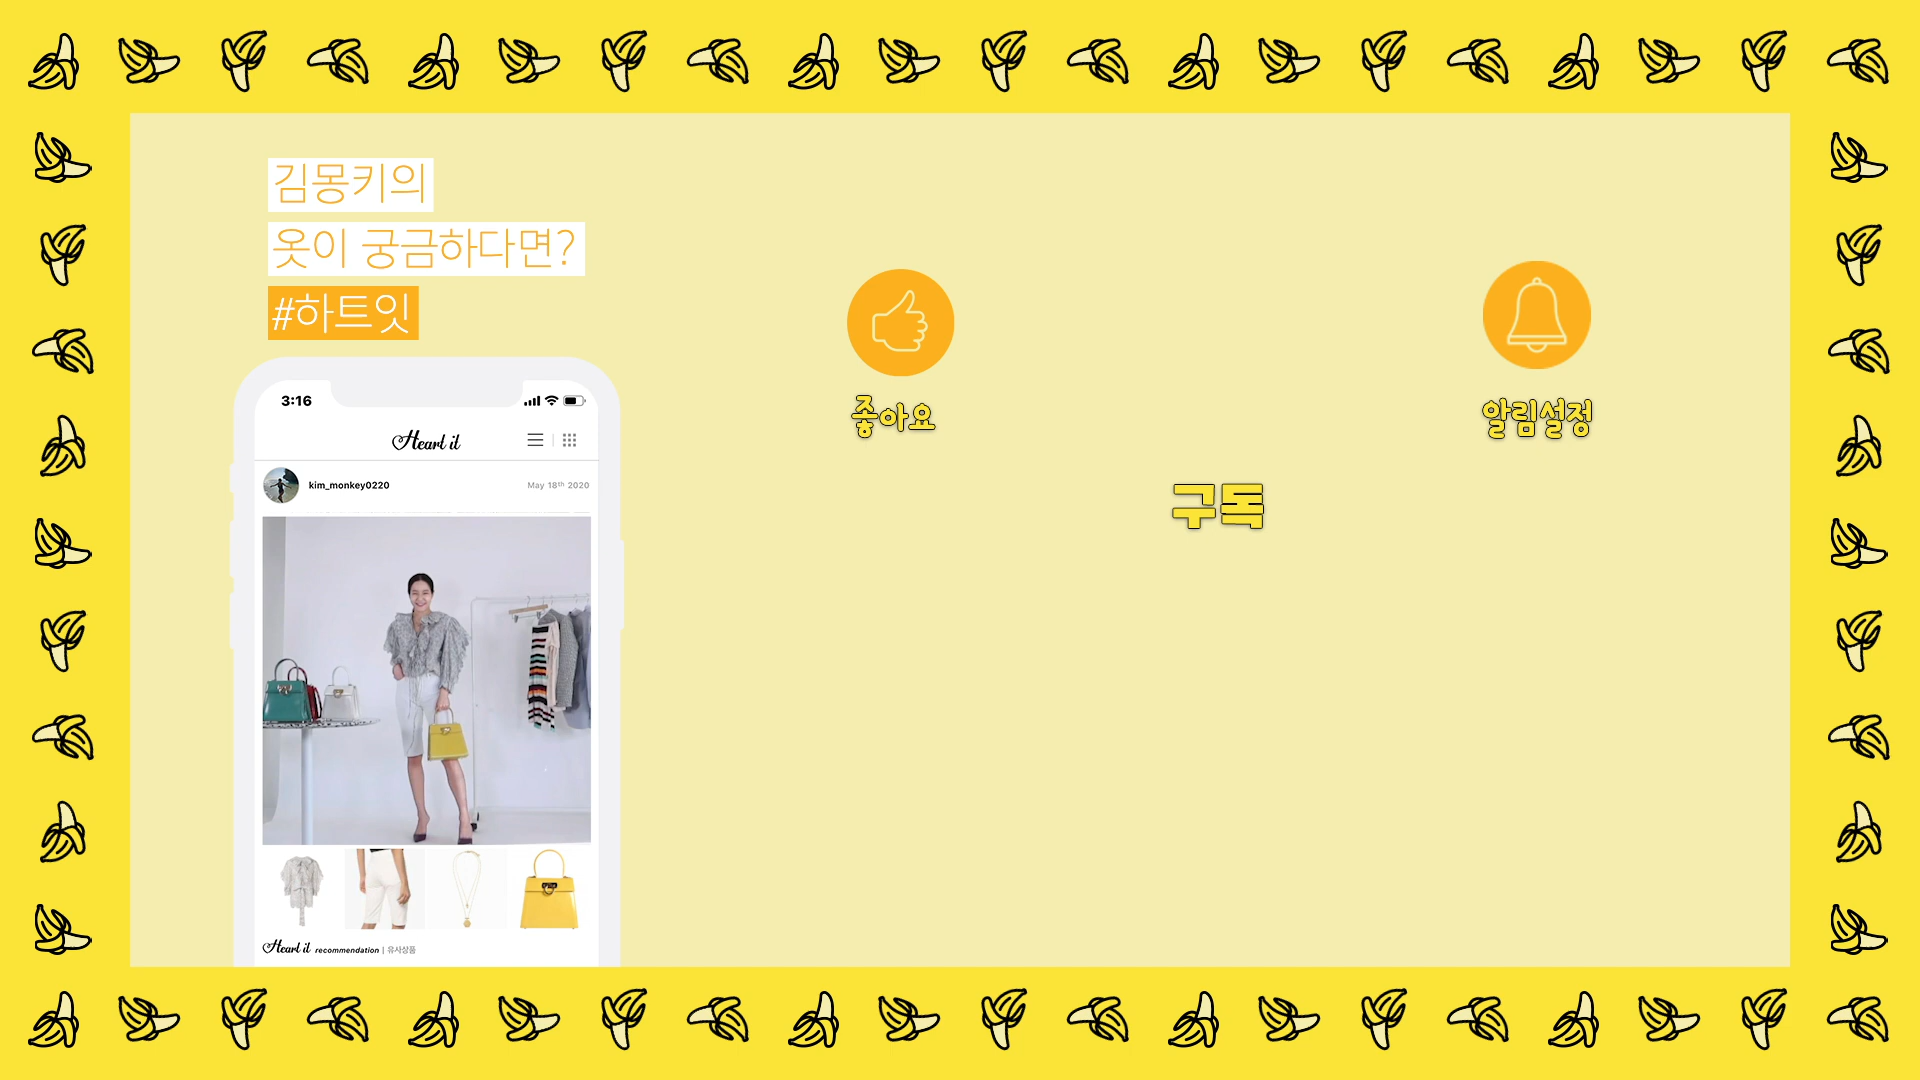 김몽키의
옷이 궁금하다면?
#하트잇
3:16
Heart it
kim_monkey0220
May 18th 2020
Heart it recommendation | 유사상품
좋아요
알림설정
구독